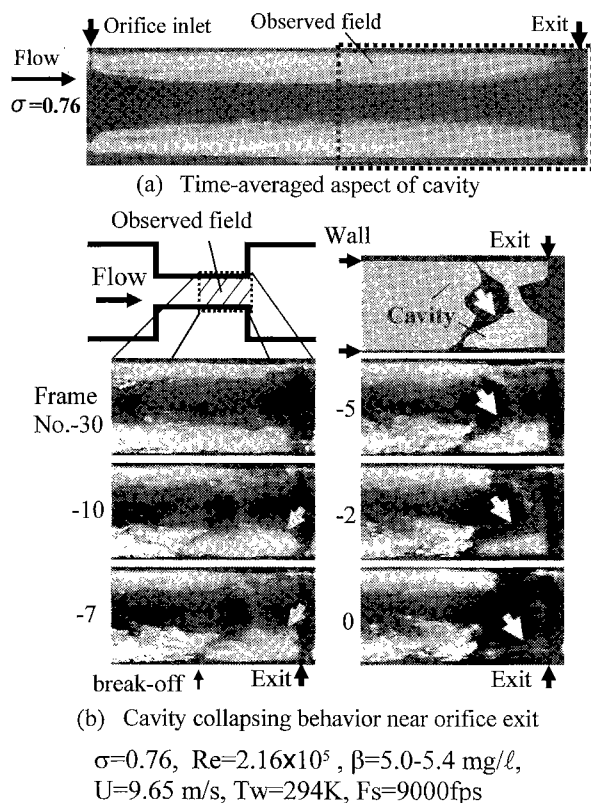 Orifice inlet
Observed field
Exit
Flow
σ=0.76
(a) Time-averaged aspect of cavity
Observed field
Flow
Wall
Exit
Cavity
Frame
No.-30
-10
-7
-5
-2
0
break-off
Exit
Exit
(b) Cavity collapsing behavior near orifice exit
σ=0.76, Re=2.16x10⁵ , β=5.0-5.4 mg/ℓ,
U=9.65 m/s, Tw=294K, Fs=9000fps